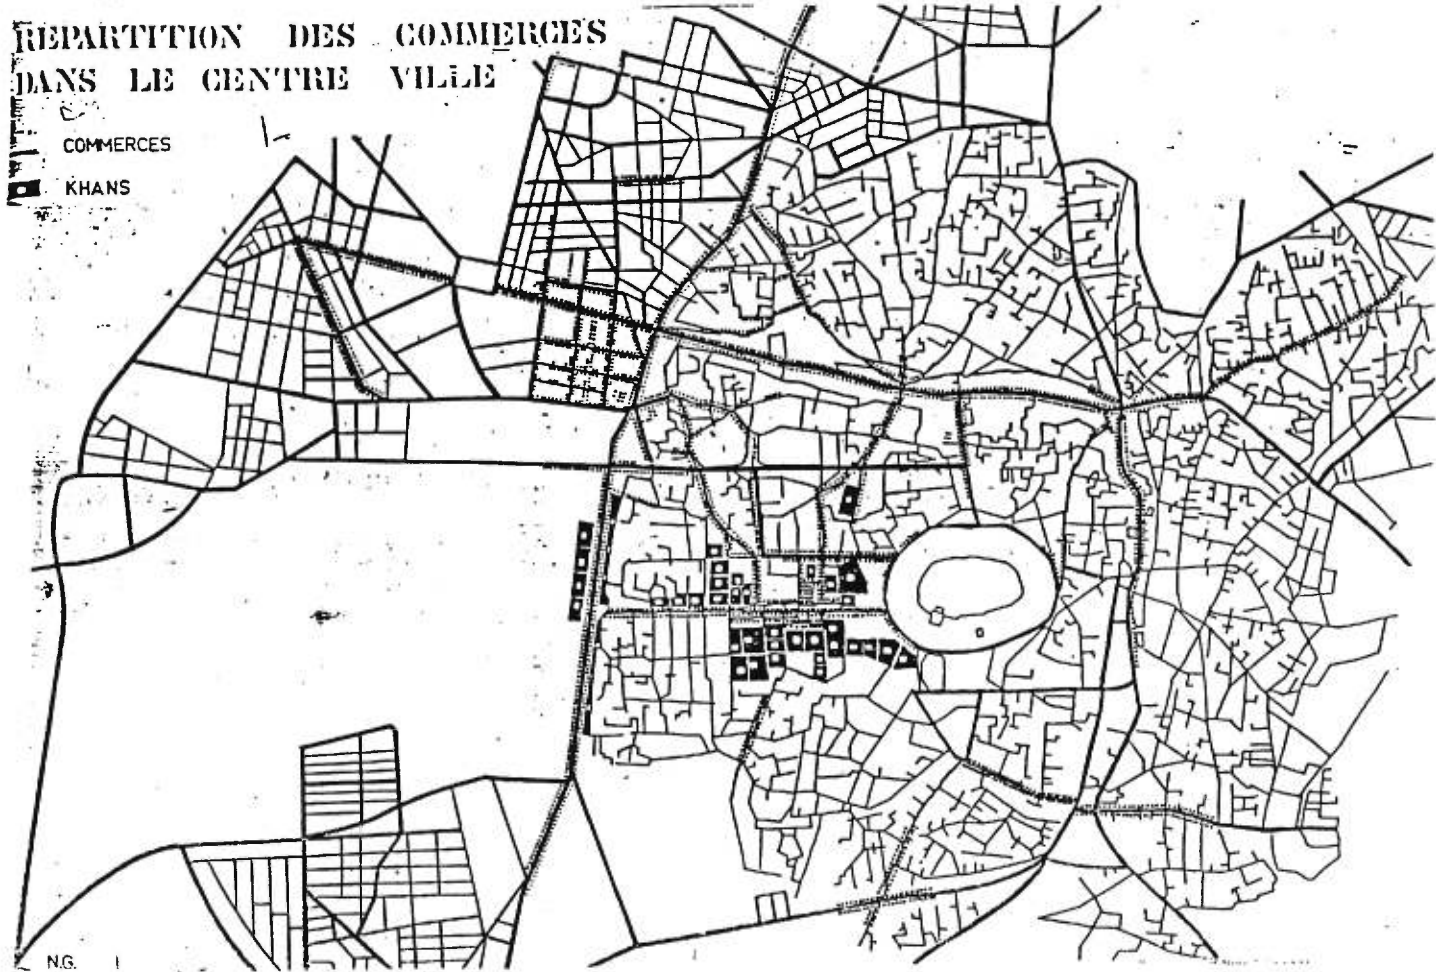 REPARTITION DES COMMERCES
DANS LE CENTRE VILLE
COMMERCES
KHANS
N.G.